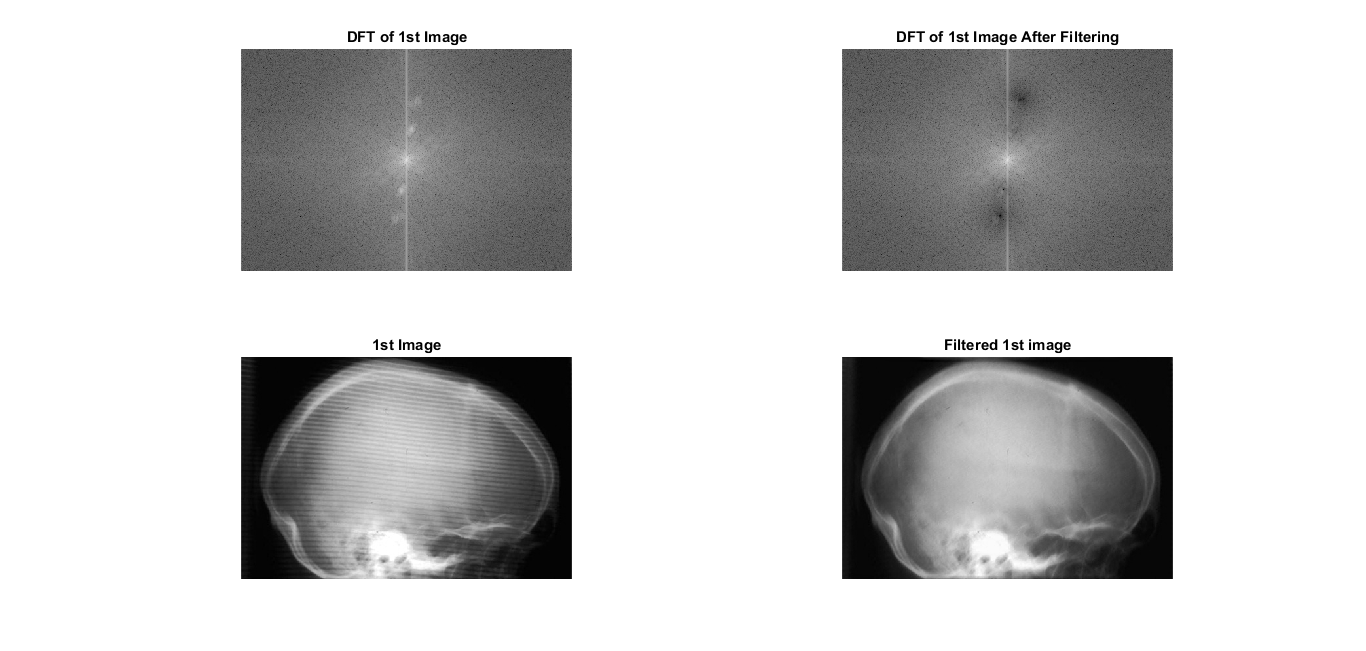 DFT of 1st Image
DFT of 1st Image After Filtering
1st Image
Filtered 1st image